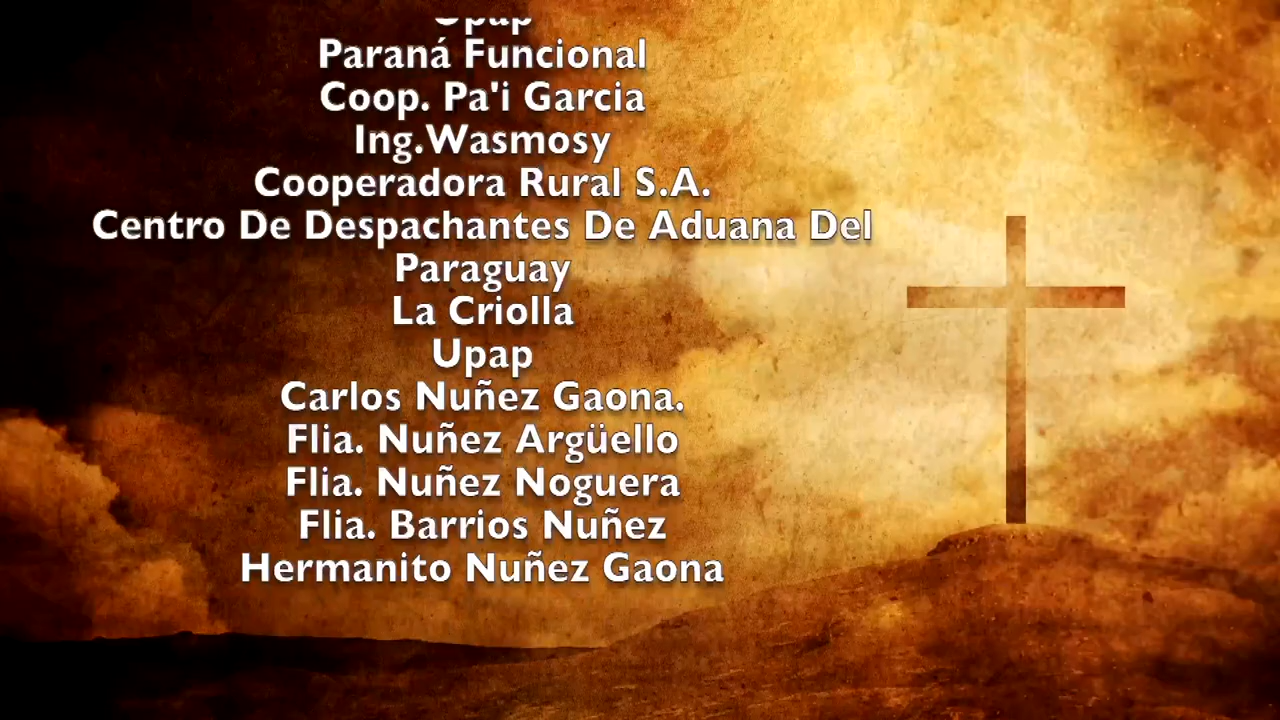 Paraná Funcional
Coop. Pa'i Garcia
Ing.Wasmosy
Cooperadora Rural S.A.
Centro De Despachantes De Aduana Del
Paraguay
La Criolla
Upap
Carlos Nuñez Gaona.
Flia. Nuñez Argüello
Flia. Nuñez Noguera
Flia. Barrios Nuñez
Hermanito Nuñez Gaona